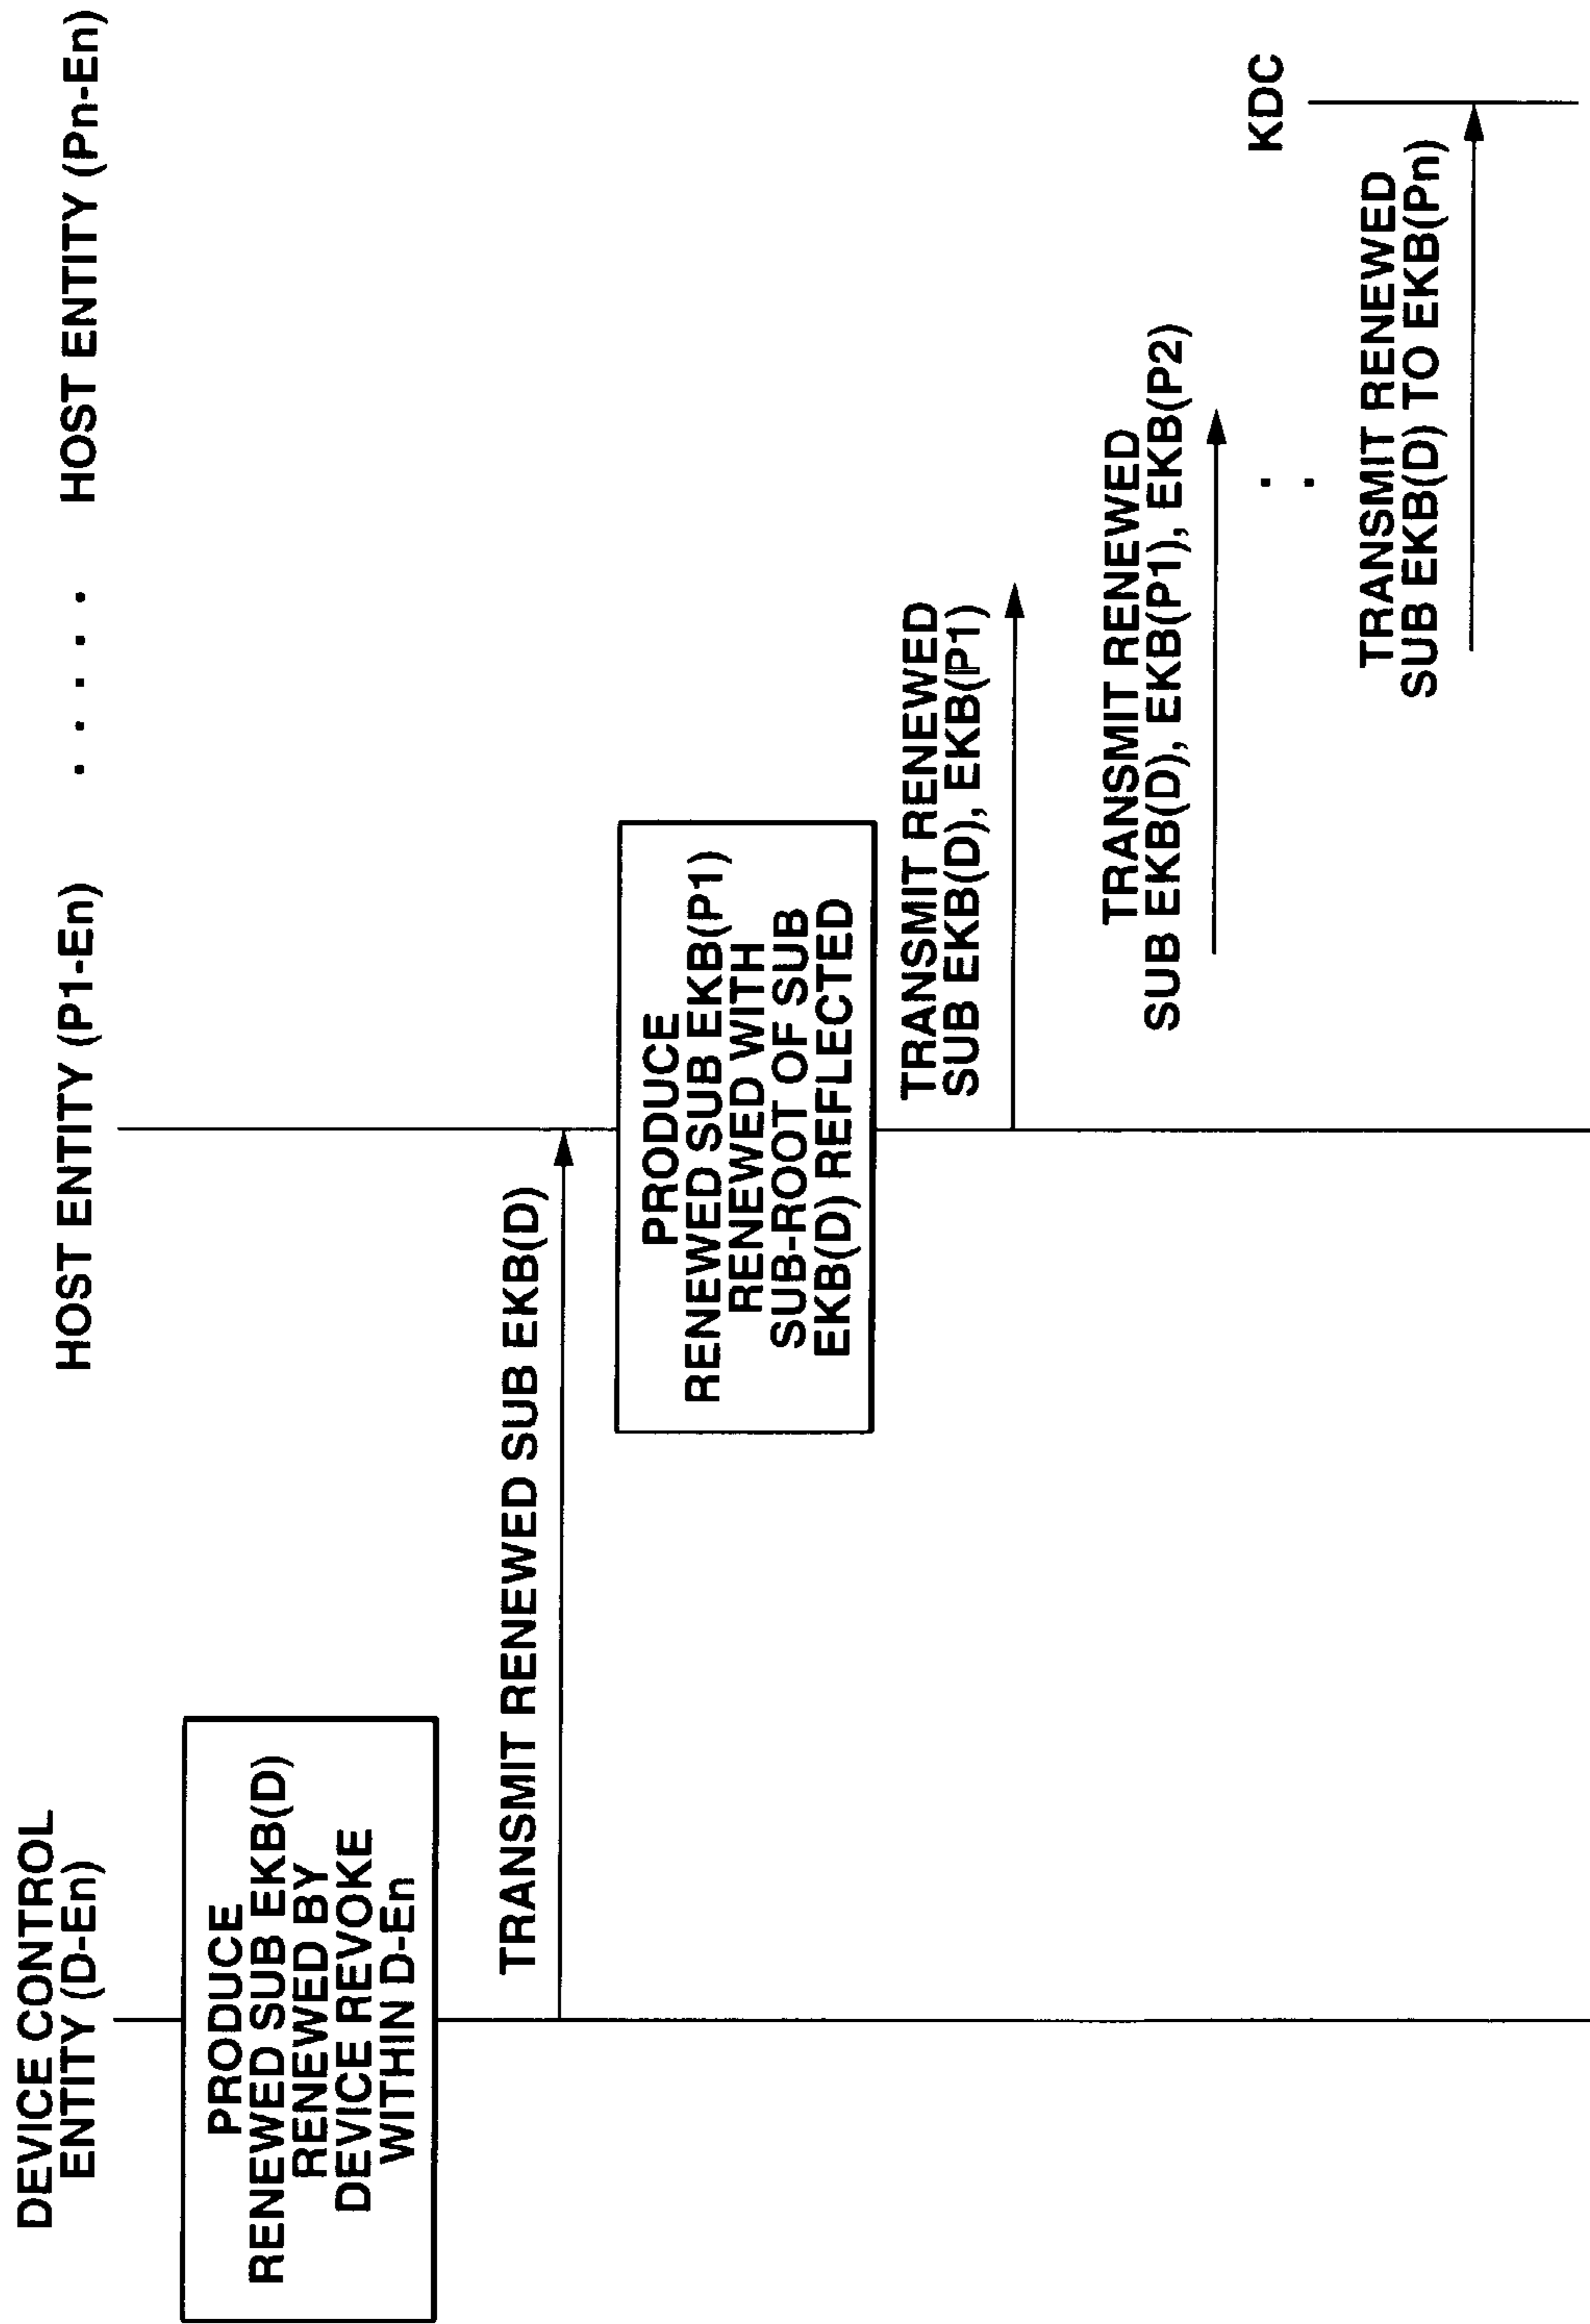 DEVICE CONTROL
ENTITY (D-En)
HOST ENTITY (P1-En)
. . . . .
HOST ENTITY (Pn-En)
PRODUCE
RENEWED SUB EKB(D)
RENEWED BY
DEVICE REVOKE
WITHIN D-En
TRANSMIT RENEWED SUB EKB(D)
PRODUCE
RENEWED SUB EKB(P1)
RENEWED WITH
SUB-ROOT OF SUB
EKB(D) REFLECTED
TRANSMIT RENEWED
SUB EKB(D), EKB(P1)
TRANSMIT RENEWED
SUB EKB(D), EKB(P1), EKB(P2)
. .
KDC
TRANSMIT RENEWED
SUB EKB(D) TO EKB(Pn)